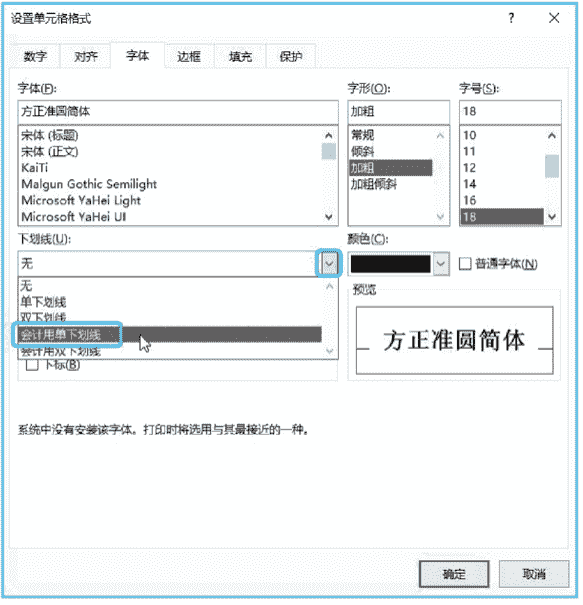 设置单元格格式 ?
数字 对齐 字体 边框 填充 保护
字体(F): 字形(O): 字号(S):
方正准圆简体 加粗 18
宋体 (标题) 常规 10
宋体 (正文) 倾斜 11
KaiTi 加粗 12
Malgun Gothic Semilight 加粗倾斜 14
Microsoft YaHei Light 16
Microsoft YaHei UI 18
下划线(U): 颜色(C):
无 普通字体(N)
无 预览
单下划线
双下划线
会计用单下划线 方正准圆简体
会计用双下划线
下标(B)
系统中没有安装该字体。打印时将选用与其最接近的一种。
确定 取消